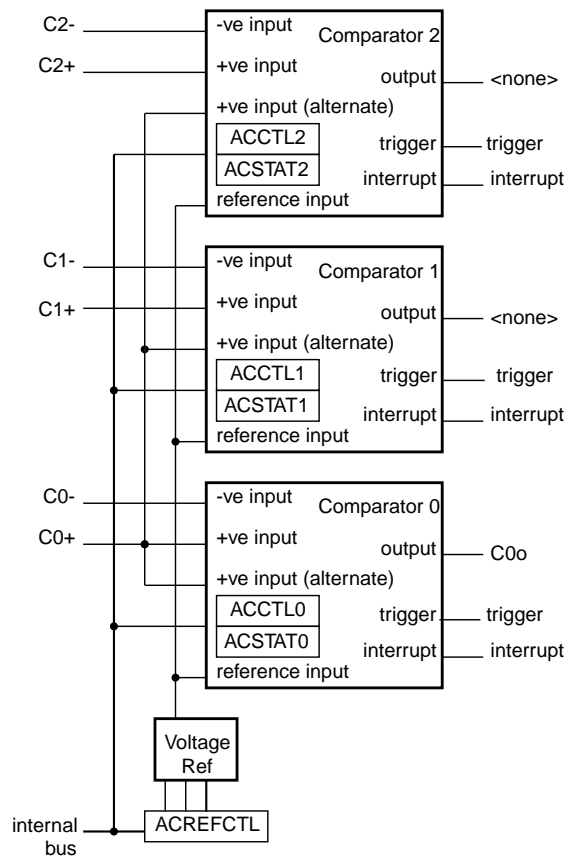 C2- -ve input Comparator 2
C2+ +ve input
output <none>
+ve input (alternate)
ACCTL2 trigger trigger
ACSTAT2 interrupt interrupt
reference input
C1- -ve input Comparator 1
C1+ +ve input
output <none>
+ve input (alternate)
ACCTL1 trigger trigger
ACSTAT1 interrupt interrupt
reference input
C0- -ve input Comparator 0
C0+ +ve input
output C0o
+ve input (alternate)
ACCTL0 trigger trigger
ACSTAT0 interrupt interrupt
reference input
Voltage
Ref
internal
bus
ACREFCTL